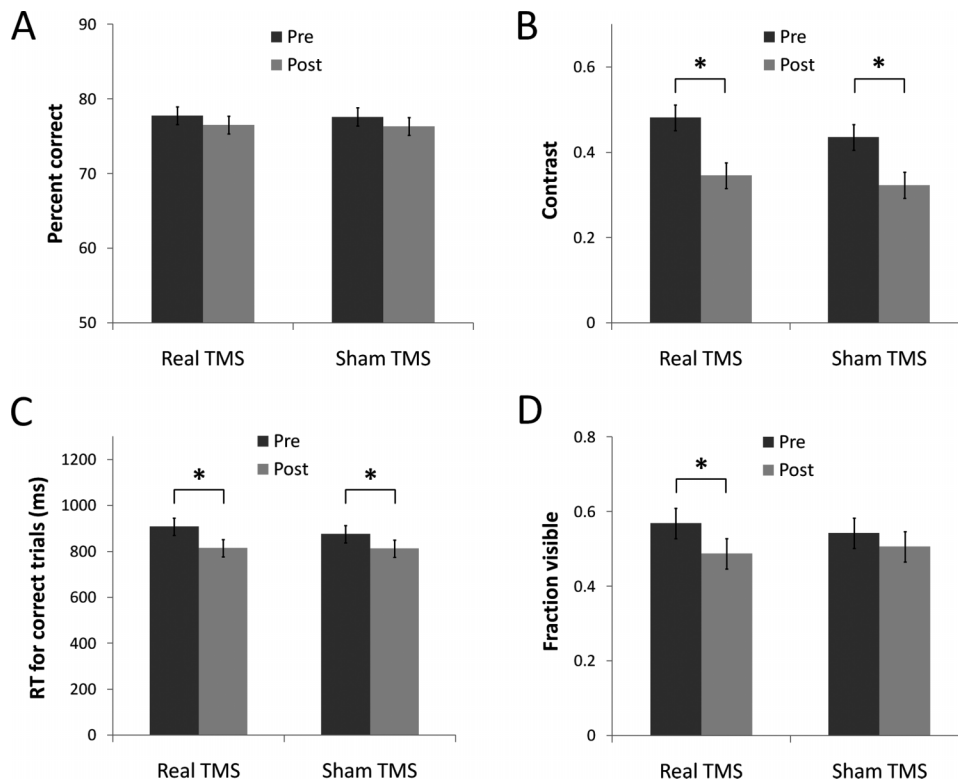 A
Percent correct
90
80
70
60
50
Pre
Post
Real TMS
Sham TMS
B
Contrast
0.6
0.4
0.2
0
Pre
Post
*
*
Real TMS
Sham TMS
C
RT for correct trials (ms)
1200
1000
800
600
400
200
0
Pre
Post
*
*
Real TMS
Sham TMS
D
Fraction visible
0.8
0.6
0.4
0.2
0
Pre
Post
*
Real TMS
Sham TMS